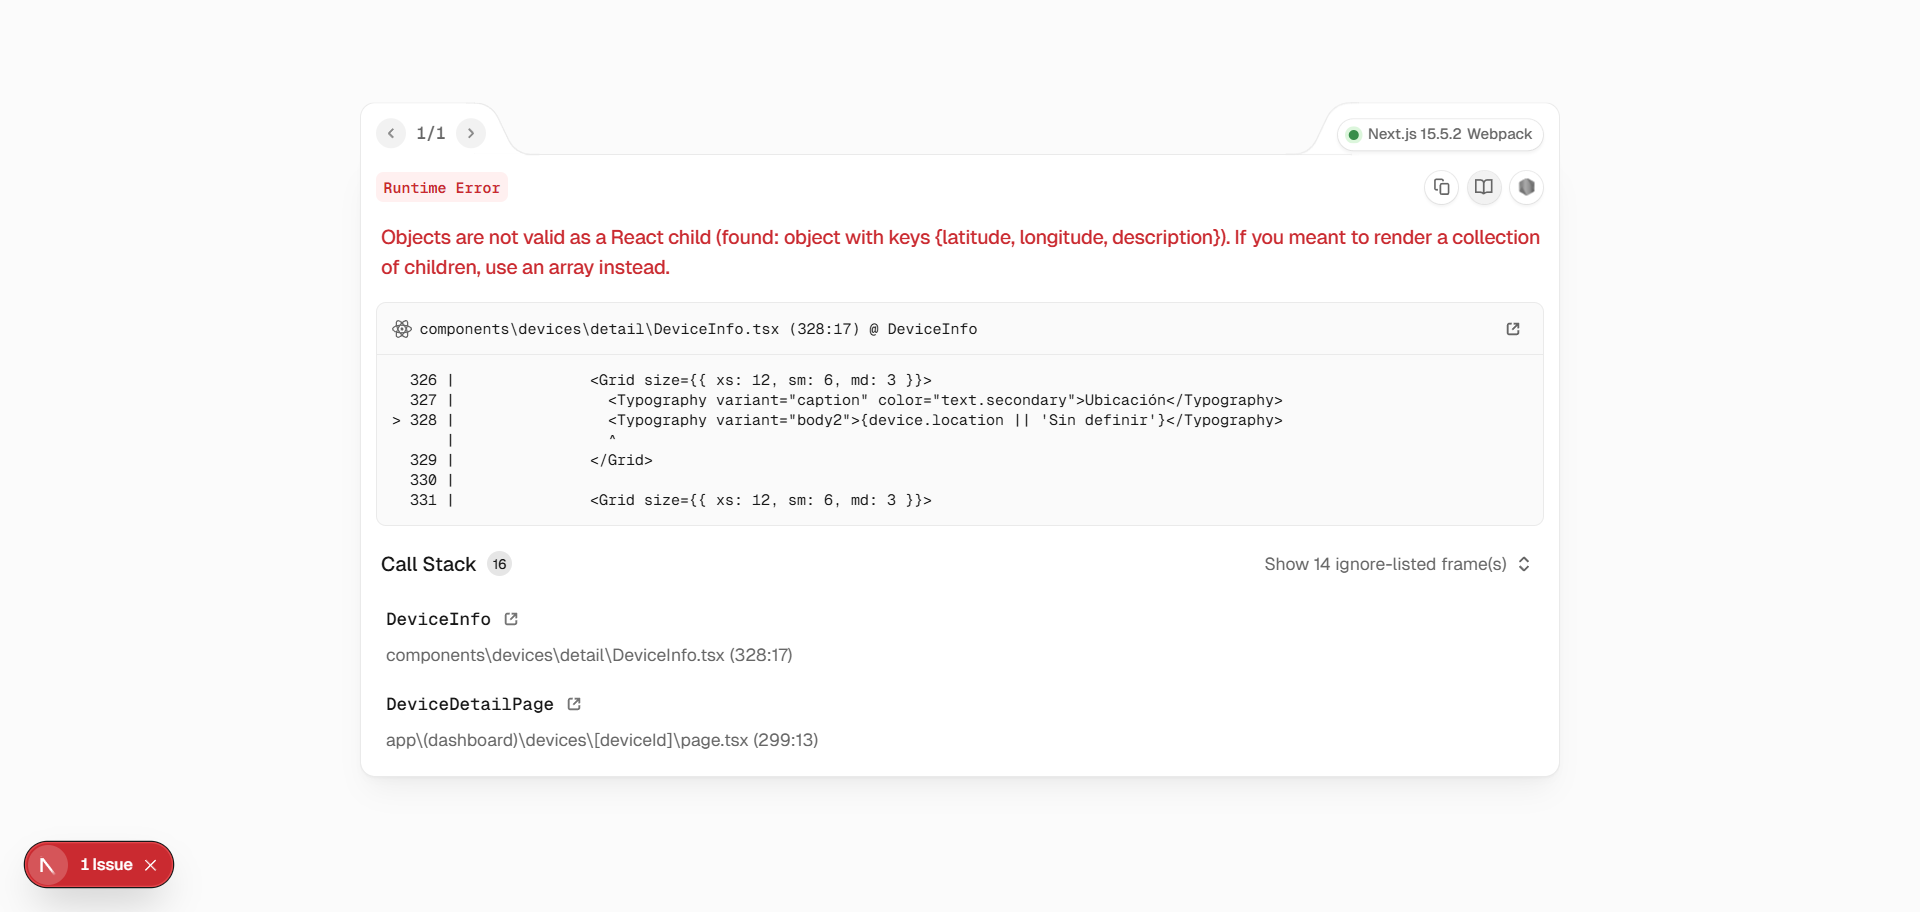 1/1
Next.js 15.5.2 Webpack
Runtime Error
Objects are not valid as a React child (found: object with keys {latitude, longitude, description}). If you meant to render a collection
of children, use an array instead.
components\devices\detail\DeviceInfo.tsx (328:17) @ DeviceInfo
326 | <Grid size={{ xs: 12, sm: 6, md: 3 }}>
327 | <Typography variant="caption" color="text.secondary">Ubicación</Typography>
> 328 | <Typography variant="body2">{device.location || 'Sin definir'}</Typography>
| ^
329 | </Grid>
330 |
331 | <Grid size={{ xs: 12, sm: 6, md: 3 }}>
Call Stack 16
Show 14 ignore-listed frame(s)
DeviceInfo
components\devices\detail\DeviceInfo.tsx (328:17)
DeviceDetailPage
app\(dashboard)\devices\[deviceId]\page.tsx (299:13)
1 Issue